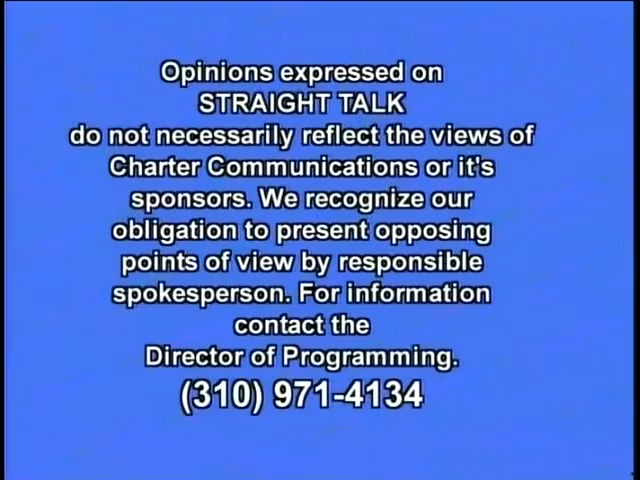 Opinions expressed on
STRAIGHT TALK
do not necessarily reflect the views of
Charter Communications or it's
sponsors. We recognize our
obligation to present opposing
points of view by responsible
spokesperson. For information
contact the
Director of Programming.
(310) 971-4134